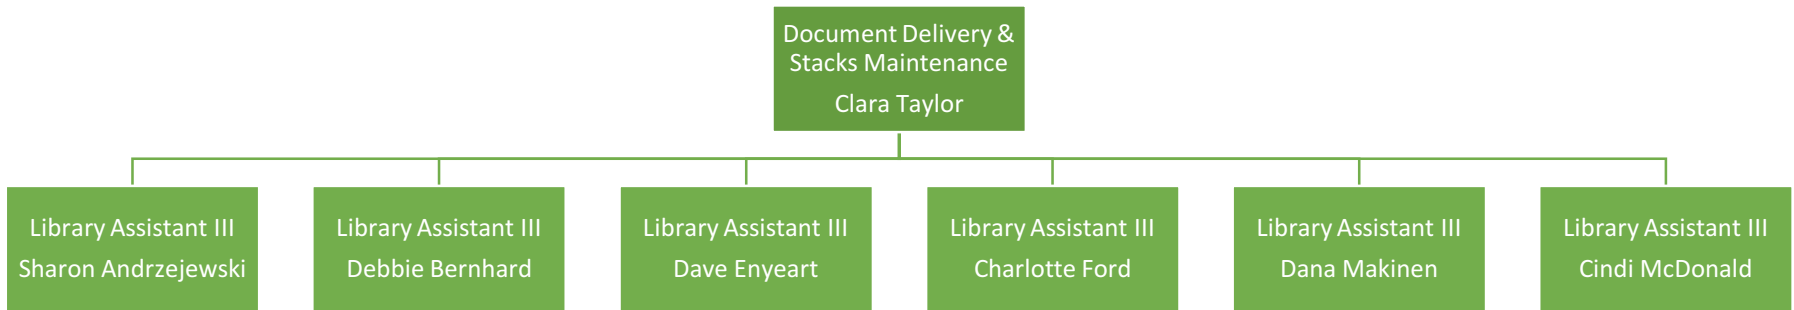 Document Delivery &
Stacks Maintenance
Clara Taylor
Library Assistant III
Sharon Andrzejewski
Library Assistant III
Debbie Bernhard
Library Assistant III
Dave Enyeart
Library Assistant III
Charlotte Ford
Library Assistant III
Dana Makinen
Library Assistant III
Cindi McDonald